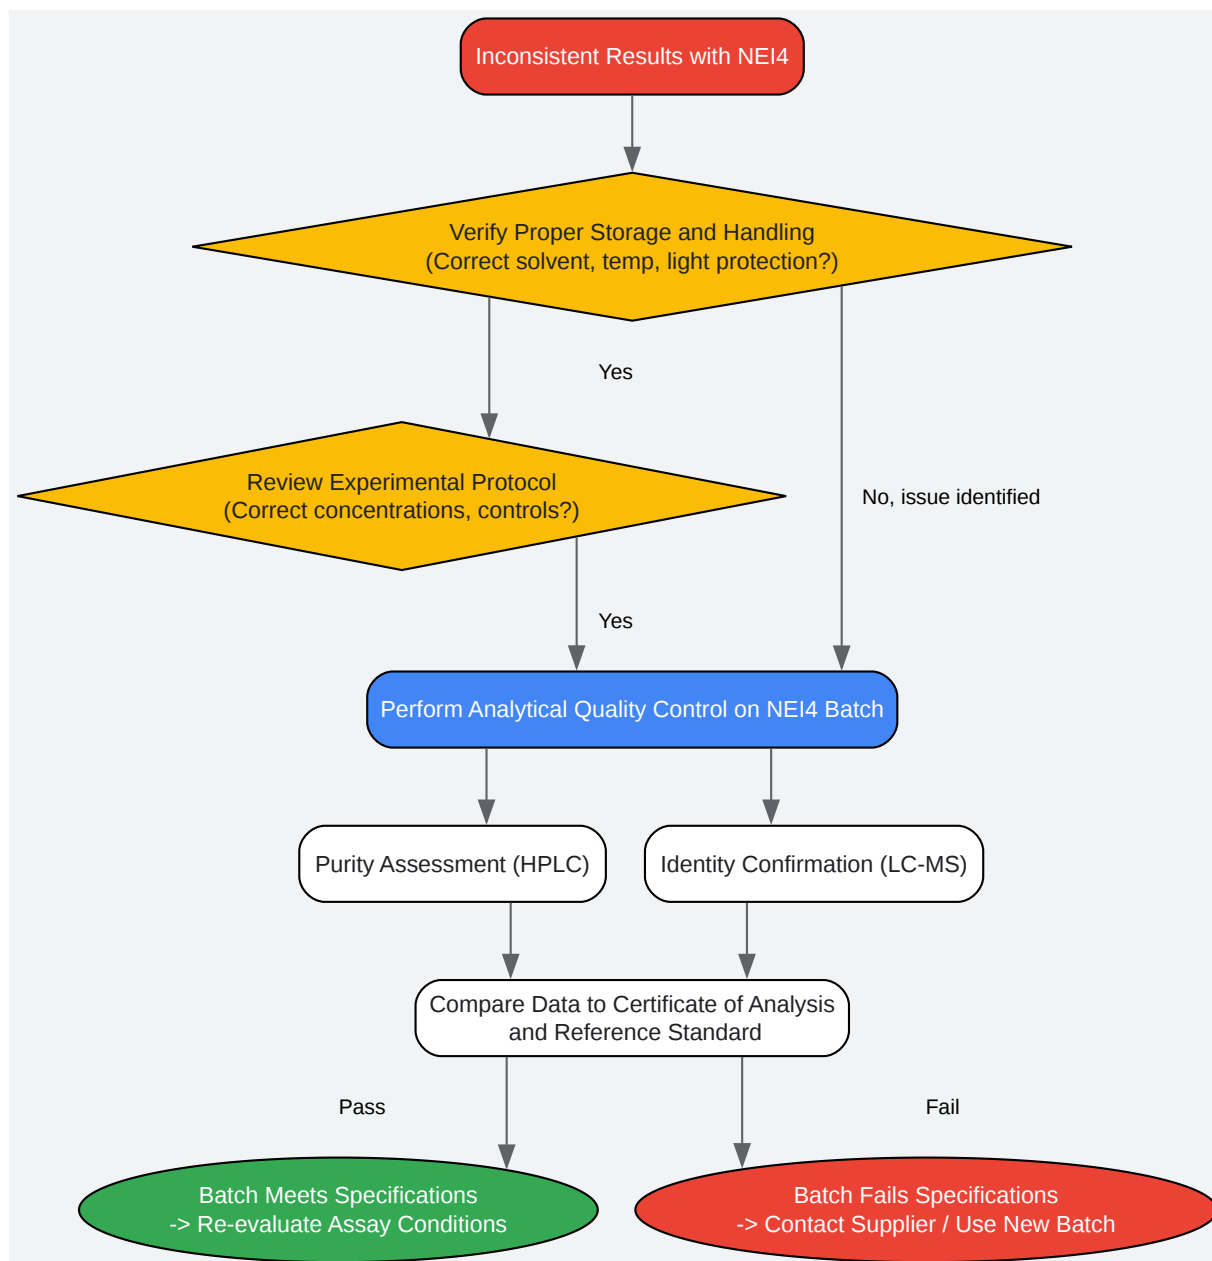 Inconsistent Results with NEI4
Verify Proper Storage and Handling
(Correct solvent, temp, light protection?)
Yes
Review Experimental Protocol
(Correct concentrations, controls?)
No, issue identified
Yes
Perform Analytical Quality Control on NEI4 Batch
Purity Assessment (HPLC)
Identity Confirmation (LC-MS)
Compare Data to Certificate of Analysis
and Reference Standard
Pass
Fail
Batch Meets Specifications
-> Re-evaluate Assay Conditions
Batch Fails Specifications
-> Contact Supplier / Use New Batch